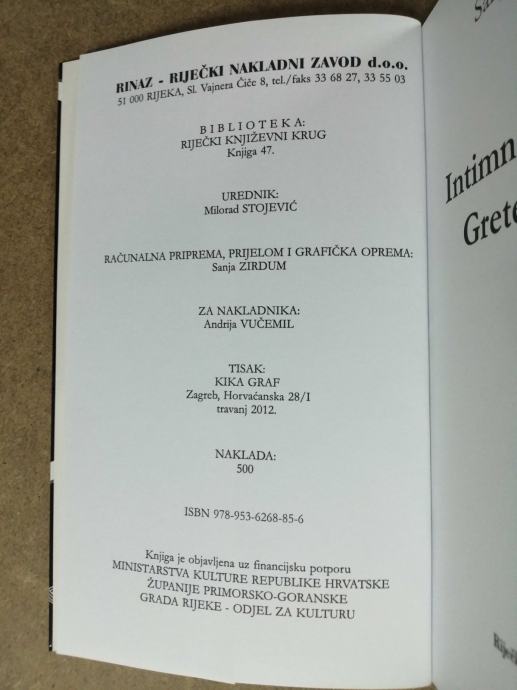 RINAZ - RIJEČKI NAKLADNI ZAVOD d.o.o.
51 000 RIJEKA, Sl. Vajnera Čiče 8, tel./faks 33 68 27, 33 55 03
BIBLIOTEKA:
RIJEČKI KNJIŽEVNI KRUG
Knjiga 47.
UREDNIK:
Milorad STOJEVIĆ
RAČUNALNA PRIPREMA, PRIJELOM I GRAFIČKA OPREMA:
Sanja ZIRDUM
ZA NAKLADNIKA:
Andrija VUČEMIL
TISAK:
KIKA GRAF
Zagreb, Horvaćanska 28/I
travanj 2012.
NAKLADA:
500
ISBN 978-953-6268-85-6
Knjiga je objavljena uz financijsku potporu
MINISTARSTVA KULTURE REPUBLIKE HRVATSKE
ŽUPANIJE PRIMORSKO-GORANSKE
GRADA RIJEKE - ODJEL ZA KULTURU
Intimn
Grete